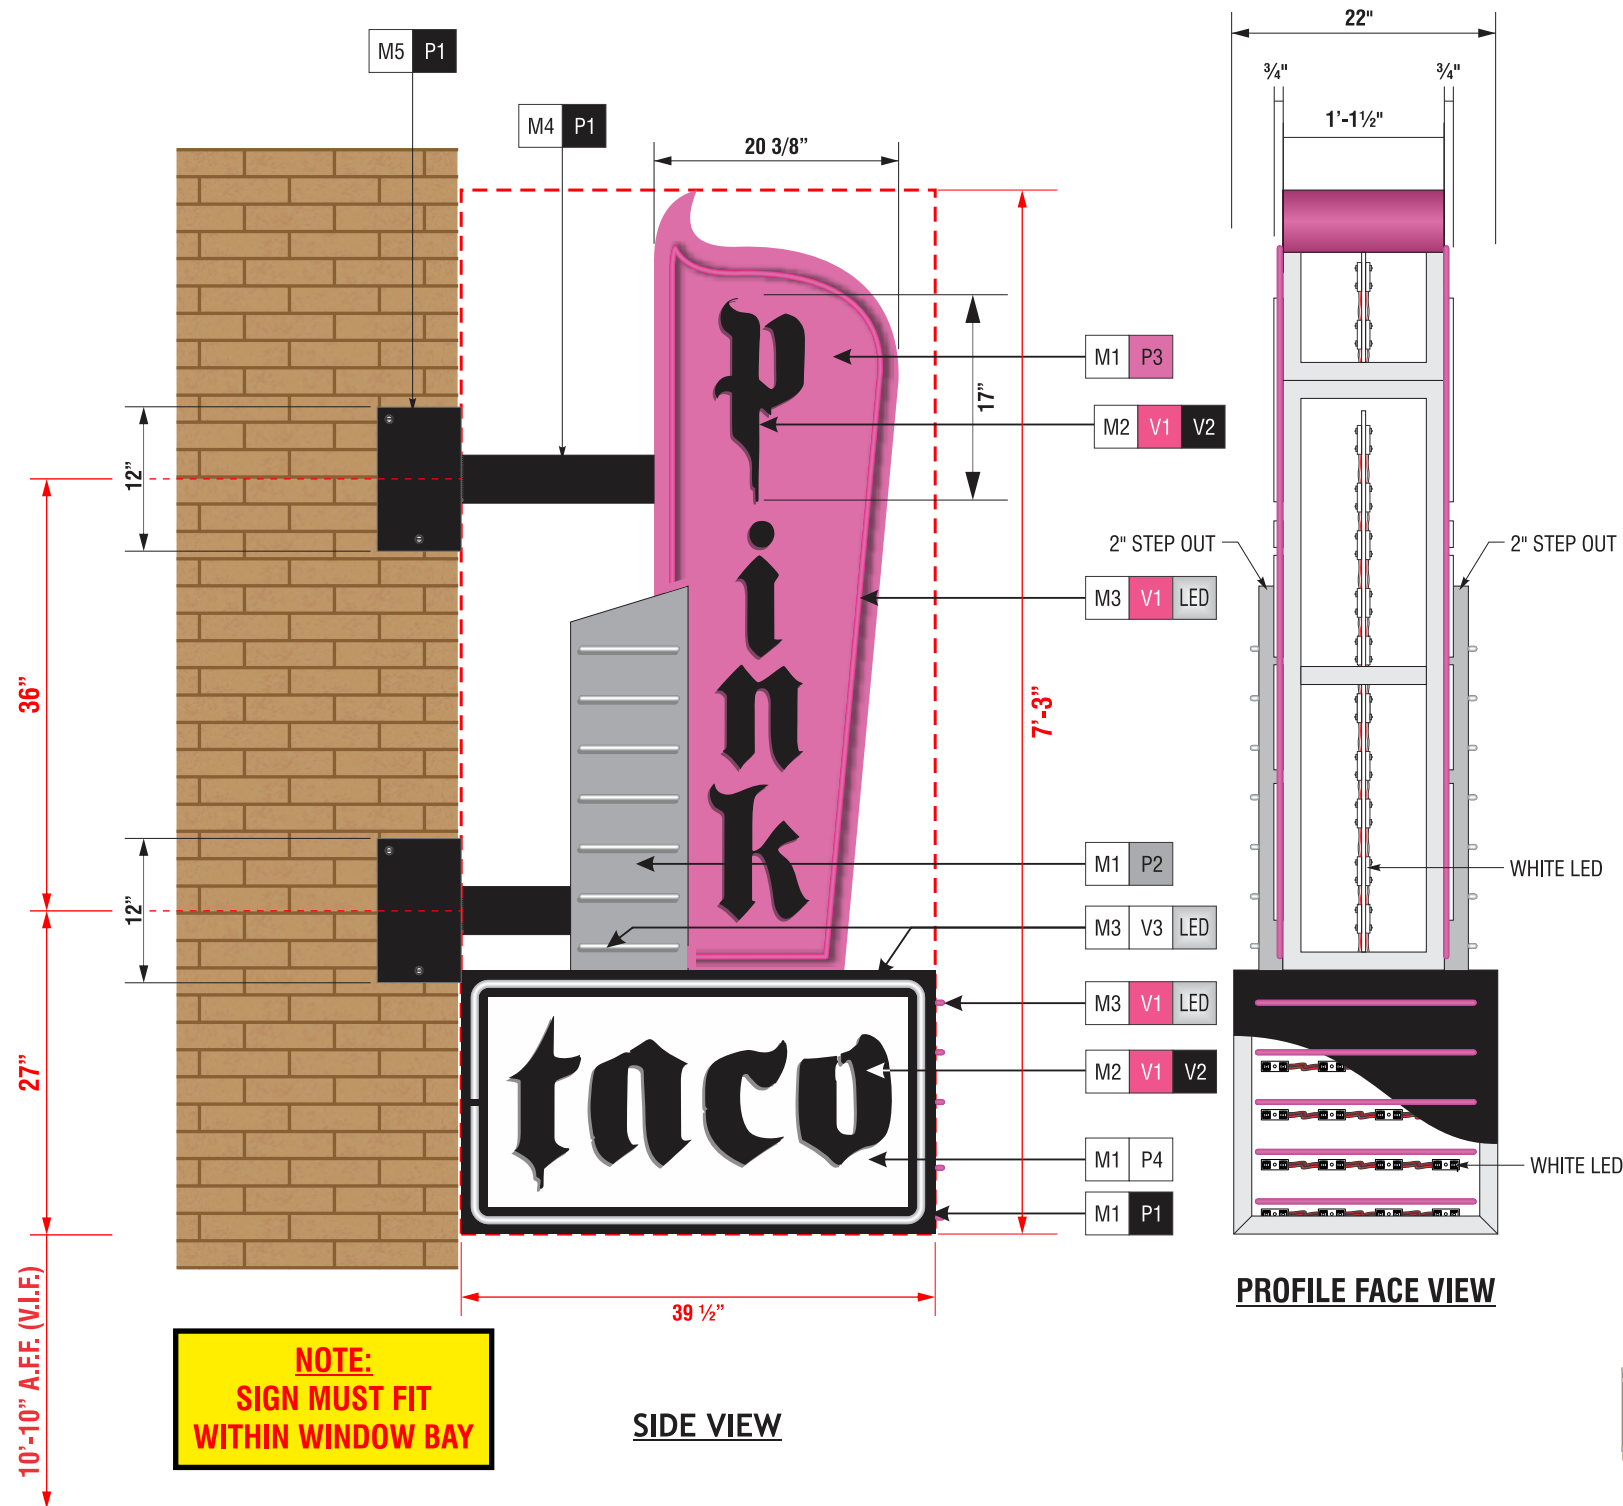 M5 P1
M4 P1
20 3/8”
22"
¾" ¾"
1’-1½"
p
i
n
k
17”
M1 P3
M2 V1 V2
M3 V1 LED
12”
36”
12”
27”
10’-10” A.F.F. (V.I.F.)
7’-3”
2" STEP OUT
2" STEP OUT
M1 P2
M3 V3 LED
M3 V1 LED
M2 V1 V2
M1 P4
M1 P1
taco
WHITE LED
WHITE LED
39 ½”
PROFILE FACE VIEW
NOTE:
SIGN MUST FIT
WITHIN WINDOW BAY
SIDE VIEW